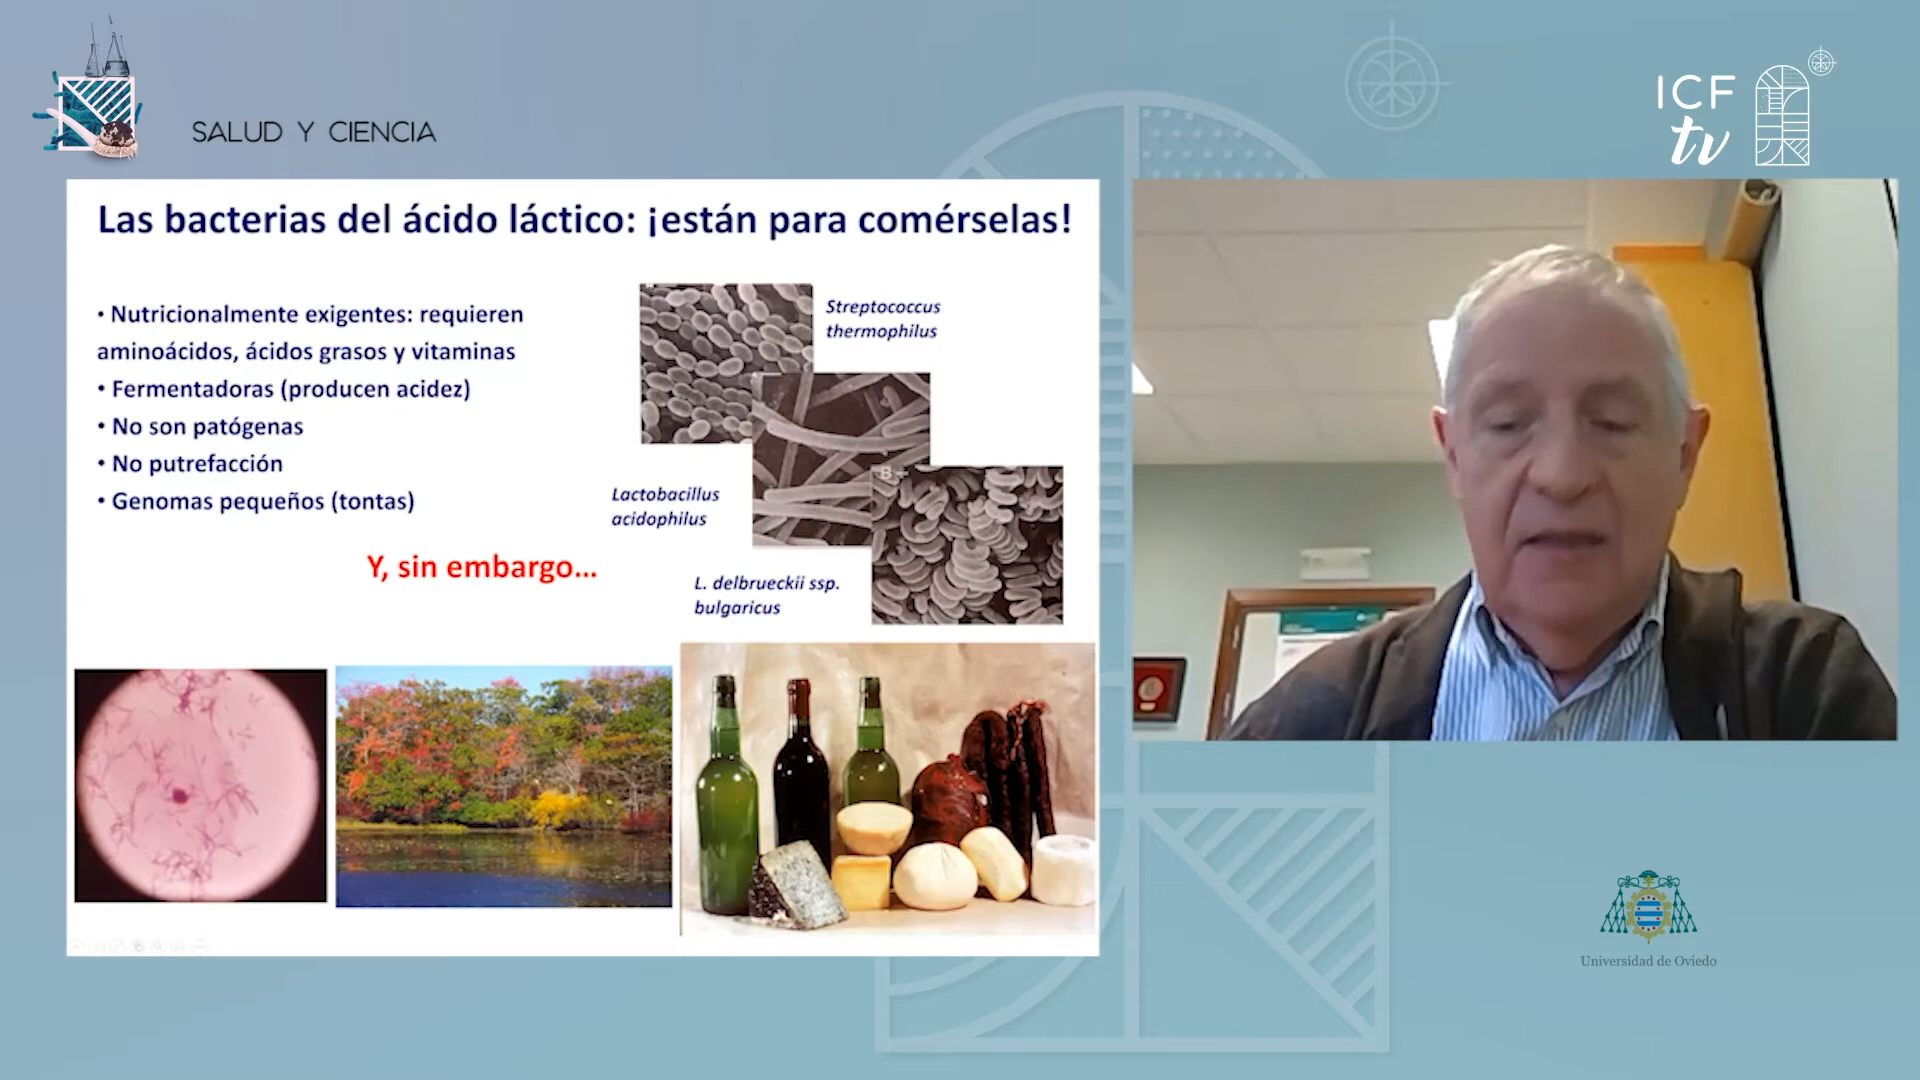 SALUD Y CIENCIA
ICF
tv
Las bacterias del ácido láctico: ¡están para comérselas!
• Nutricionalmente exigentes: requieren
aminoácidos, ácidos grasos y vitaminas
• Fermentadoras (producen acidez)
• No son patógenas
• No putrefacción
• Genomas pequeños (tontas)
Y, sin embargo...
Streptococcus
thermophilus
Lactobacillus
acidophilus
B
L. delbrueckii ssp.
bulgaricus
Universidad de Oviedo